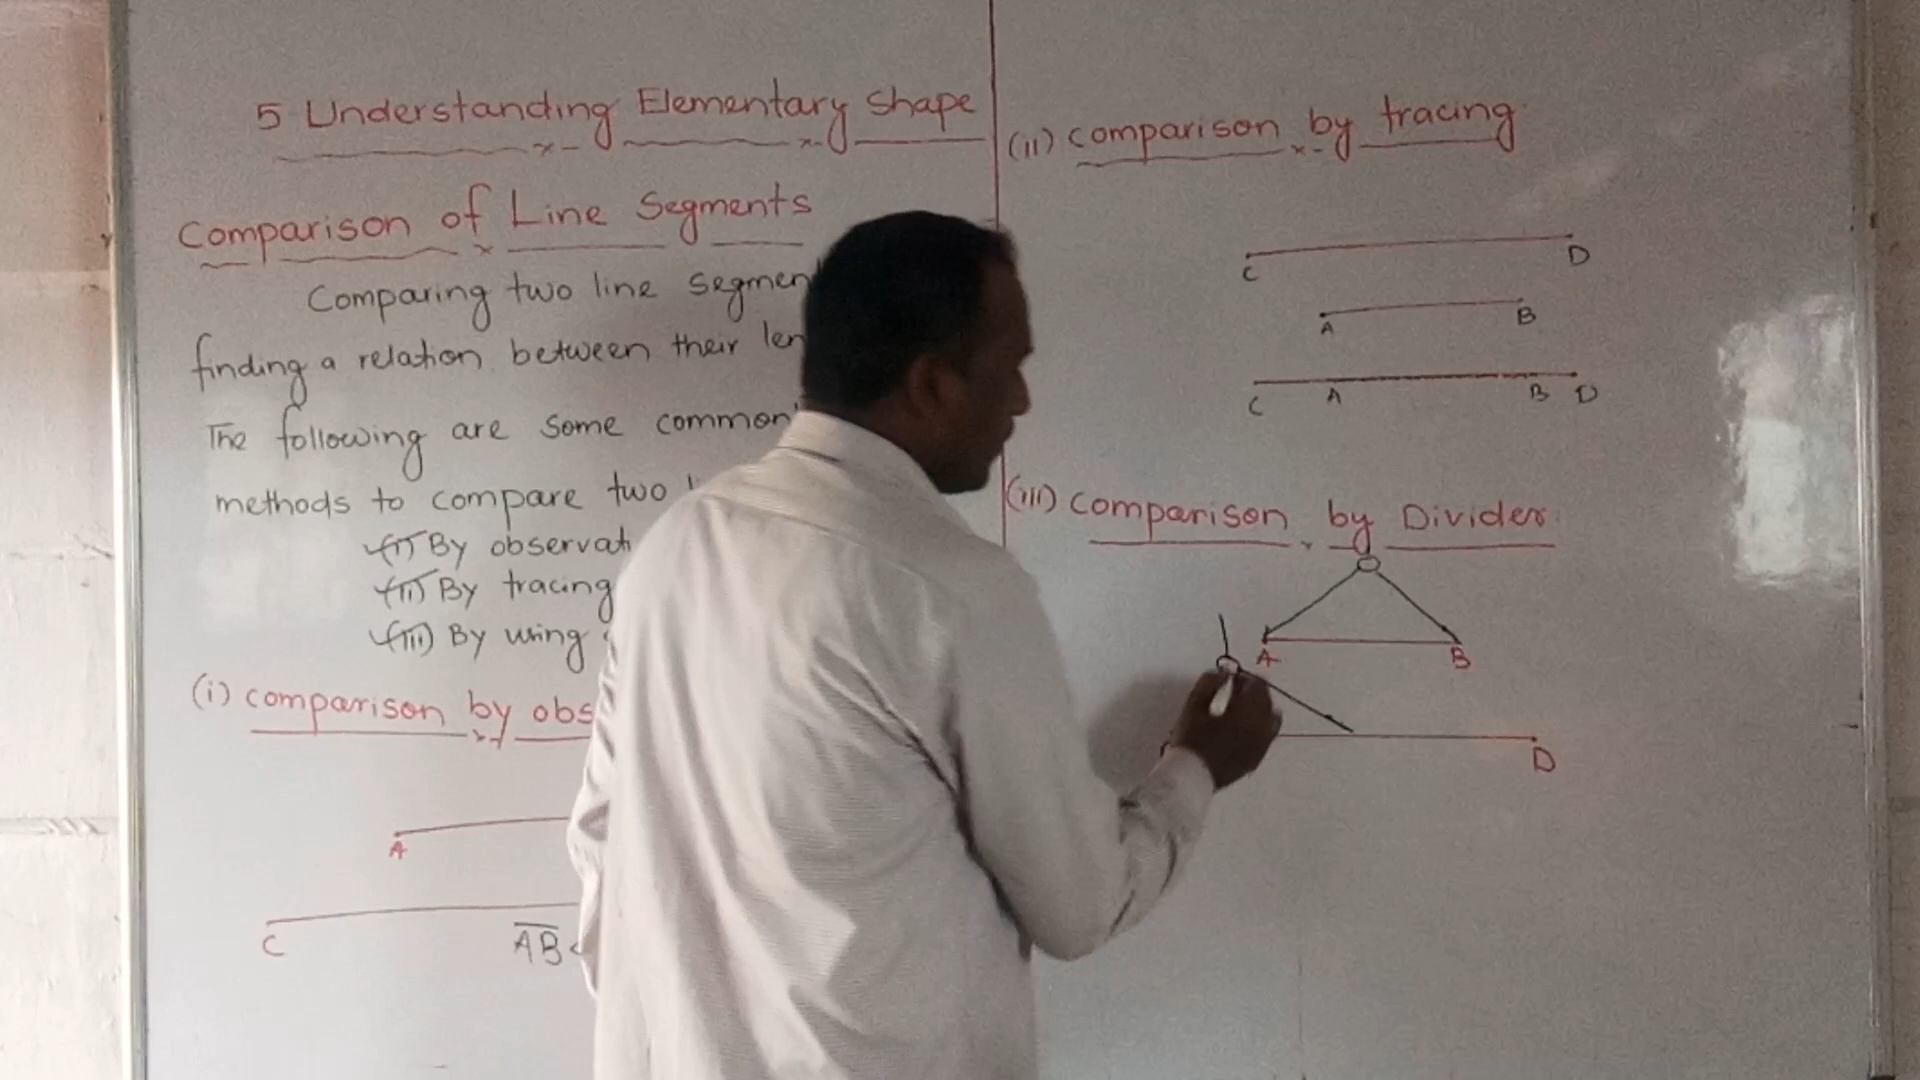 5 Understanding Elementary Shape
Comparison of Line Segments
Comparing two line segmen
finding a relation between their len
The following are some common
methods to compare two
(i) By observati
(ii) By tracing
(iii) By using
(i) comparison by obs
A
C
AB <
(ii) comparison by tracing
C D
A B
C A B D
(iii) comparison by Divider
A B
D